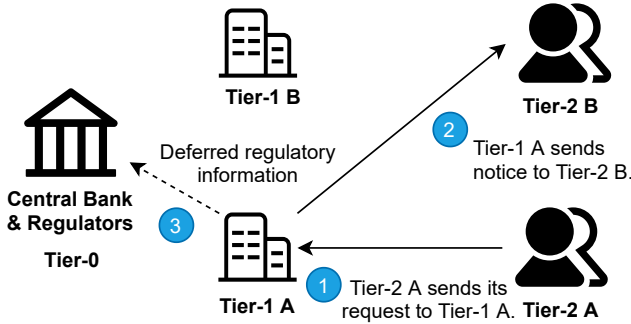 Tier-1 B
Tier-2 B
2
Tier-1 A sends
notice to Tier-2 B.
Deferred regulatory
information
Central Bank
& Regulators
Tier-0
3
Tier-1 A
1
Tier-2 A sends its
request to Tier-1 A.
Tier-2 A